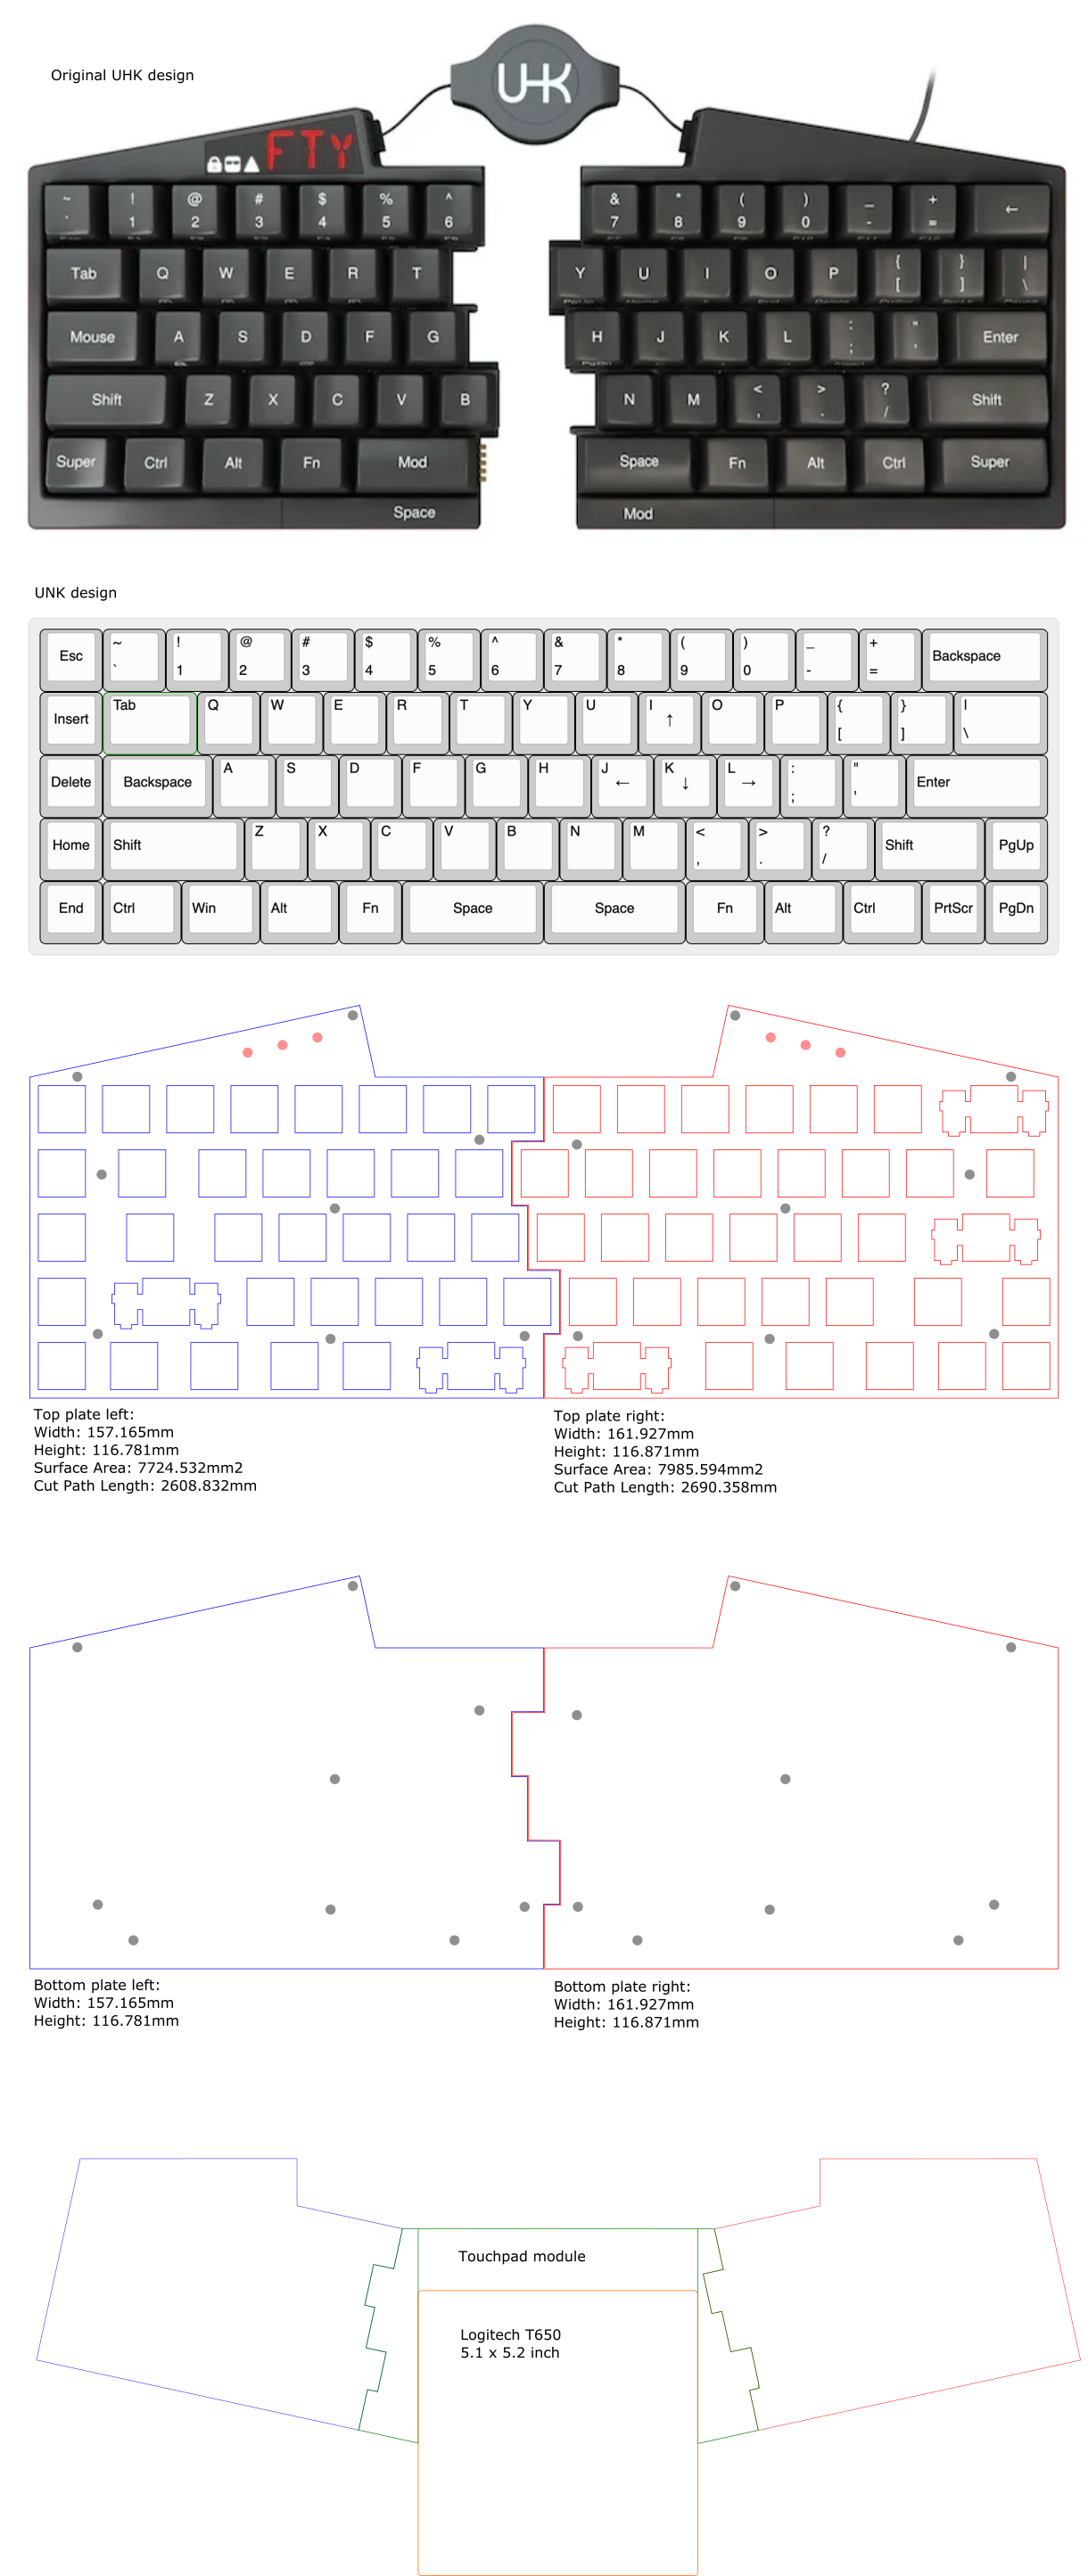 Original UHK design
UHK
FTY
~ ! @ # $ % ^
` 1 2 3 4 5 6
Tab Q W E R T
Mouse A S D F G
Shift Z X C V B
Super Ctrl Alt Fn Mod
Space
& * ( ) _ + ←
7 8 9 0 - =
Y U I O P { } |
[ ] \
H J K L : " Enter
; '
N M < > ? Shift
, . /
Space Fn Alt Ctrl Super
Mod
UNK design
Esc ~ ! @ # $ % ^ & * ( ) _ + Backspace
` 1 2 3 4 5 6 7 8 9 0 - =
Insert Tab Q W E R T Y U I ↑ O P { } |
[ ] \
Delete Backspace A S D F G H J ← K ↓ L → : " Enter
; '
Home Shift Z X C V B N M < > ? Shift PgUp
, . /
End Ctrl Win Alt Fn Space Space Fn Alt Ctrl PrtScr PgDn
Top plate left:
Width: 157.165mm
Height: 116.781mm
Surface Area: 7724.532mm2
Cut Path Length: 2608.832mm
Top plate right:
Width: 161.927mm
Height: 116.871mm
Surface Area: 7985.594mm2
Cut Path Length: 2690.358mm
Bottom plate left:
Width: 157.165mm
Height: 116.781mm
Bottom plate right:
Width: 161.927mm
Height: 116.871mm
Touchpad module
Logitech T650
5.1 x 5.2 inch